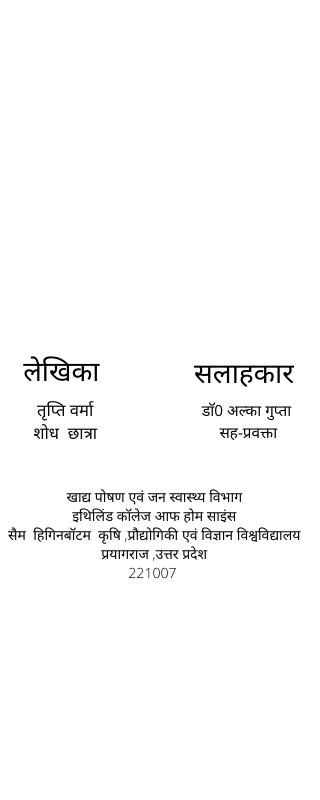 लेखिका
तृप्ति वर्मा
शोध छात्रा
सलाहकार
डॉ0 अल्का गुप्ता
सह-प्रवक्ता
खाद्य पोषण एवं जन स्वास्थ्य विभाग
इथिलिंड कॉलेज आफ होम साइंस
सैम हिगिनबॉटम कृषि ,प्रौद्योगिकी एवं विज्ञान विश्वविद्यालय
प्रयागराज ,उत्तर प्रदेश
221007